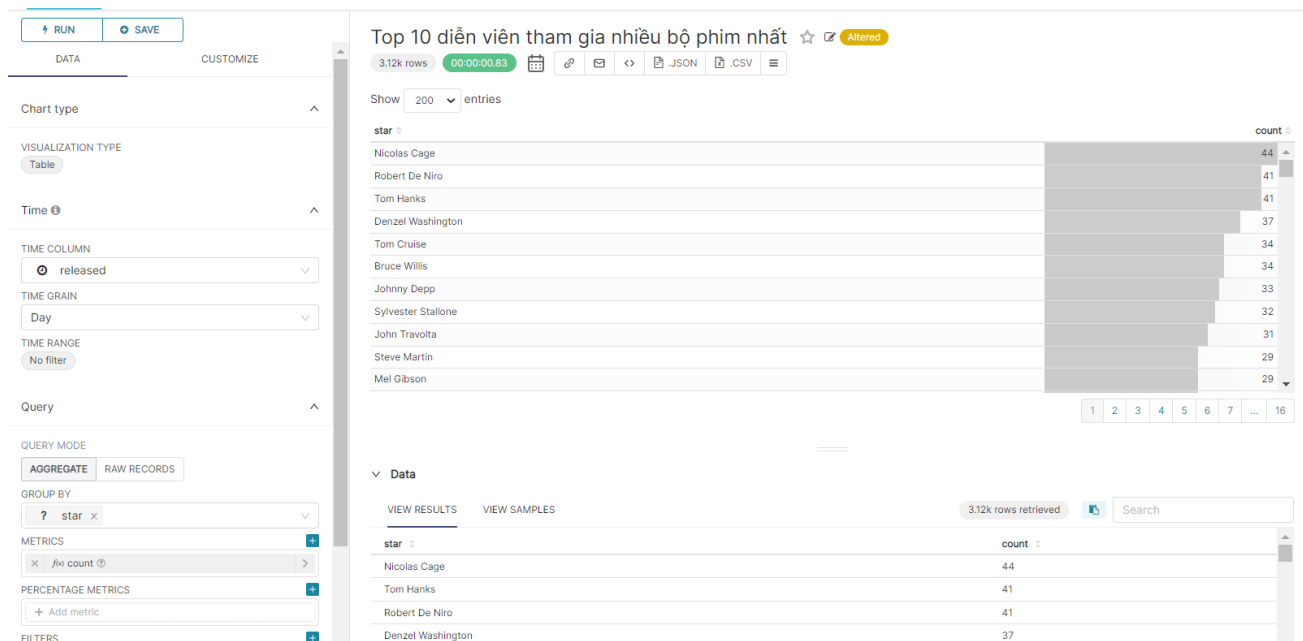 RUN
SAVE
DATA
CUSTOMIZE
Chart type
VISUALIZATION TYPE
Table
Time
TIME COLUMN
released
TIME GRAIN
Day
TIME RANGE
No filter
Query
QUERY MODE
AGGREGATE RAW RECORDS
GROUP BY
? star x
METRICS
f(x) count
PERCENTAGE METRICS
+ Add metric
FILTERS
Top 10 diễn viên tham gia nhiều bộ phim nhất Altered
3.12k rows 00:00:00.83 .JSON .CSV
Show 200 entries
star count
Nicolas Cage 44
Robert De Niro 41
Tom Hanks 41
Denzel Washington 37
Tom Cruise 34
Bruce Willis 34
Johnny Depp 33
Sylvester Stallone 32
John Travolta 31
Steve Martin 29
Mel Gibson 29
1 2 3 4 5 6 7 ... 16
Data
VIEW RESULTS VIEW SAMPLES 3.12k rows retrieved Search
star count
Nicolas Cage 44
Tom Hanks 41
Robert De Niro 41
Denzel Washington 37